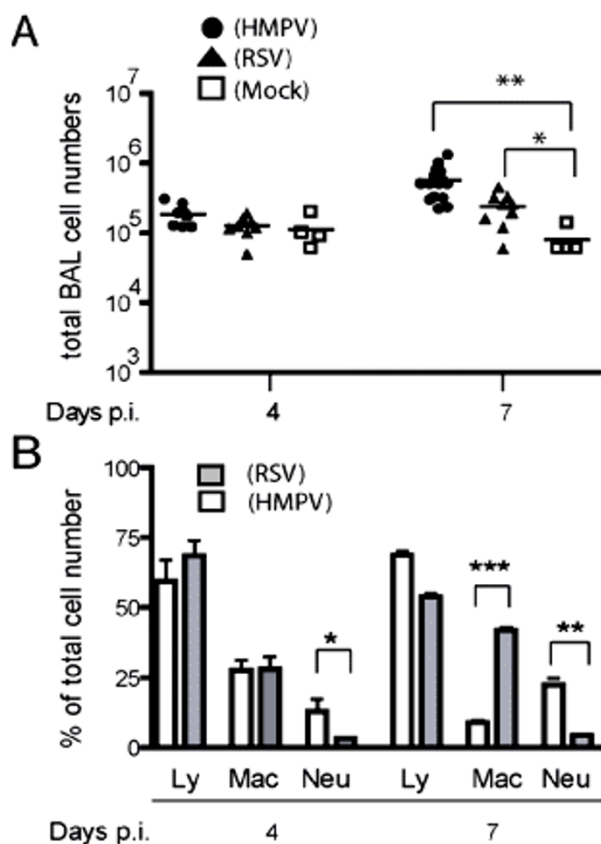 A
(HMPV)
(RSV)
(Mock)
total BAL cell numbers
10^7
10^6
10^5
10^4
10^3
**
*
Days p.i. 4 7
B
(RSV)
(HMPV)
% of total cell number
100
75
50
25
0
*
***
**
Ly Mac Neu Ly Mac Neu
Days p.i. 4 7